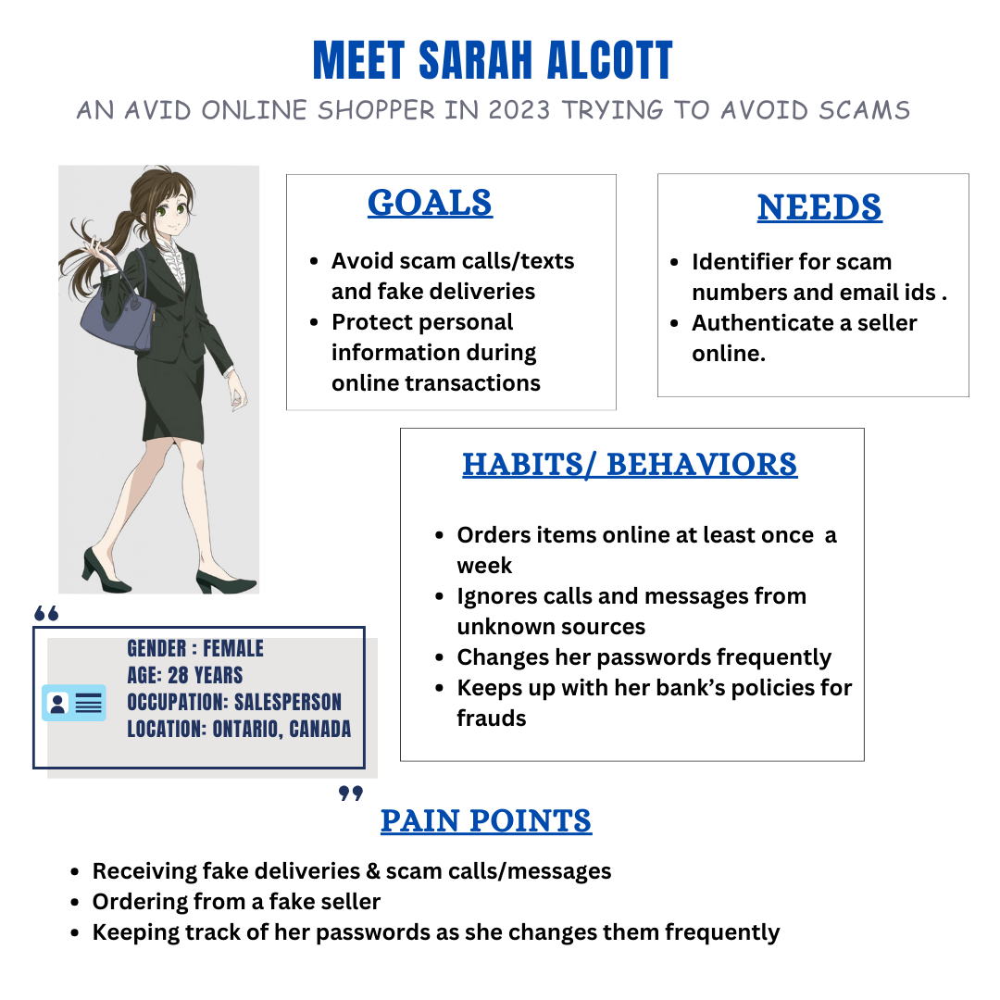 MEET SARAH ALCOTT
AN AVID ONLINE SHOPPER IN 2023 TRYING TO AVOID SCAMS
GOALS
• Avoid scam calls/texts
and fake deliveries
• Protect personal
information during
online transactions
NEEDS
• Identifier for scam
numbers and email ids .
• Authenticate a seller
online.
HABITS/ BEHAVIORS
• Orders items online at least once  a
week
• Ignores calls and messages from
unknown sources
• Changes her passwords frequently
• Keeps up with her bank’s policies for
frauds
“
GENDER : FEMALE
AGE: 28 YEARS
OCCUPATION: SALESPERSON
LOCATION: ONTARIO, CANADA
”
PAIN POINTS
• Receiving fake deliveries & scam calls/messages
• Ordering from a fake seller
• Keeping track of her passwords as she changes them frequently